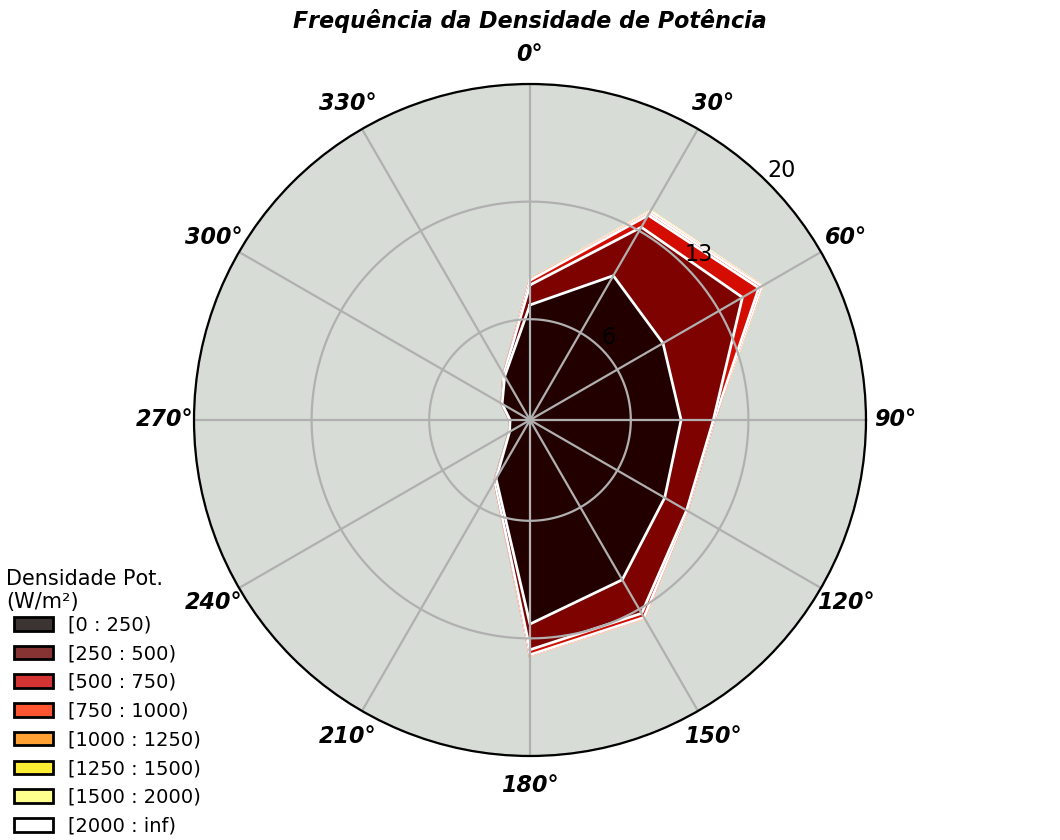 Frequência da Densidade de Potência
0°
330°
30°
20
300°
60°
13
6
270°
90°
240°
120°
210°
150°
180°
Densidade Pot.
(W/m²)
[0 : 250)
[250 : 500)
[500 : 750)
[750 : 1000)
[1000 : 1250)
[1250 : 1500)
[1500 : 2000)
[2000 : inf)